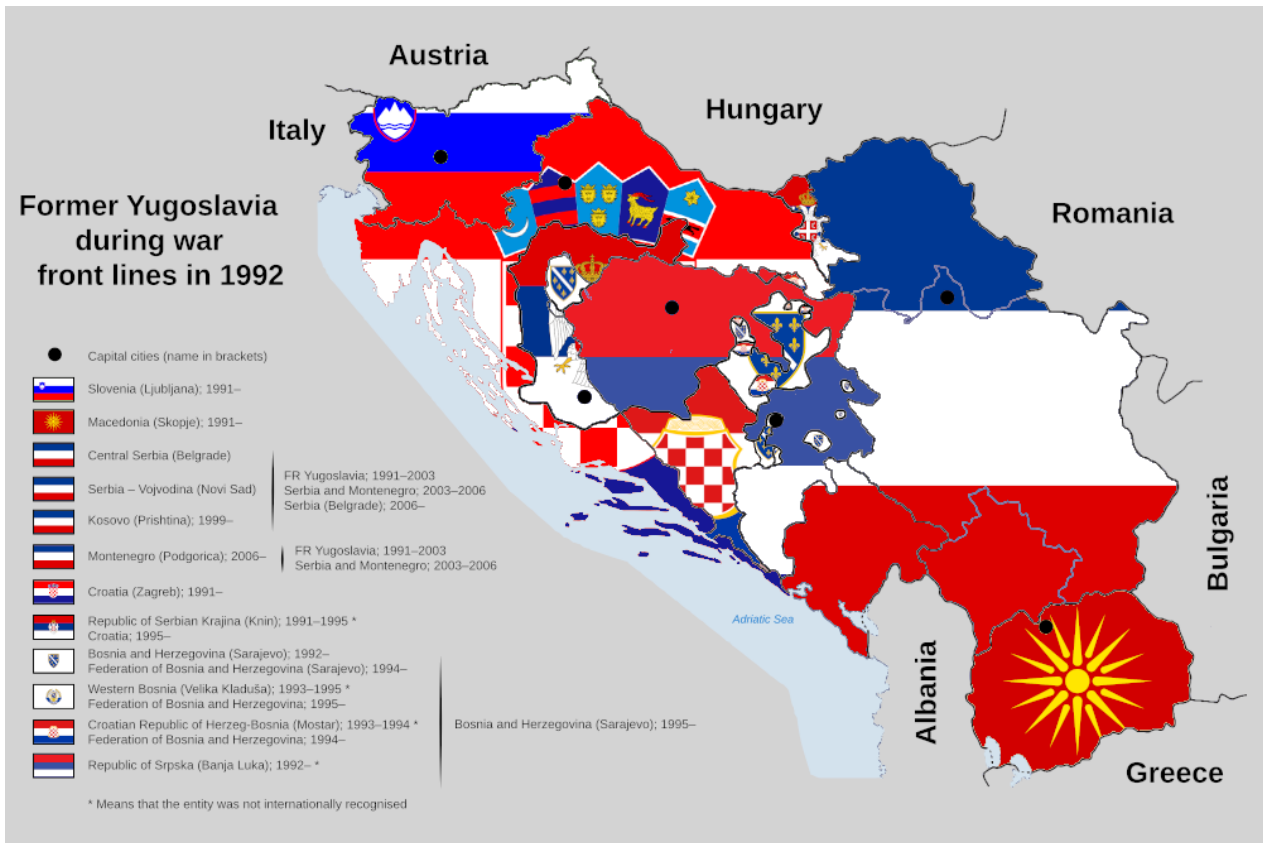 Austria
Hungary
Italy
Romania
Former Yugoslavia
during war
front lines in 1992
Bulgaria
Albania
Greece
Adriatic Sea
Capital cities (name in brackets)
Slovenia (Ljubljana); 1991–
Macedonia (Skopje); 1991–
Central Serbia (Belgrade)
Serbia – Vojvodina (Novi Sad)
Kosovo (Prishtina); 1999–
FR Yugoslavia; 1991–2003
Serbia and Montenegro; 2003–2006
Serbia (Belgrade); 2006–
Montenegro (Podgorica); 2006–
FR Yugoslavia; 1991–2003
Serbia and Montenegro; 2003–2006
Croatia (Zagreb); 1991–
Republic of Serbian Krajina (Knin); 1991–1995 *
Croatia; 1995–
Bosnia and Herzegovina (Sarajevo); 1992–
Federation of Bosnia and Herzegovina (Sarajevo); 1994–
Western Bosnia (Velika Kladuša); 1993–1995 *
Federation of Bosnia and Herzegovina; 1995–
Croatian Republic of Herzeg-Bosnia (Mostar); 1993–1994 *
Federation of Bosnia and Herzegovina; 1994–
Republic of Srpska (Banja Luka); 1992– *
Bosnia and Herzegovina (Sarajevo); 1995–
* Means that the entity was not internationally recognised